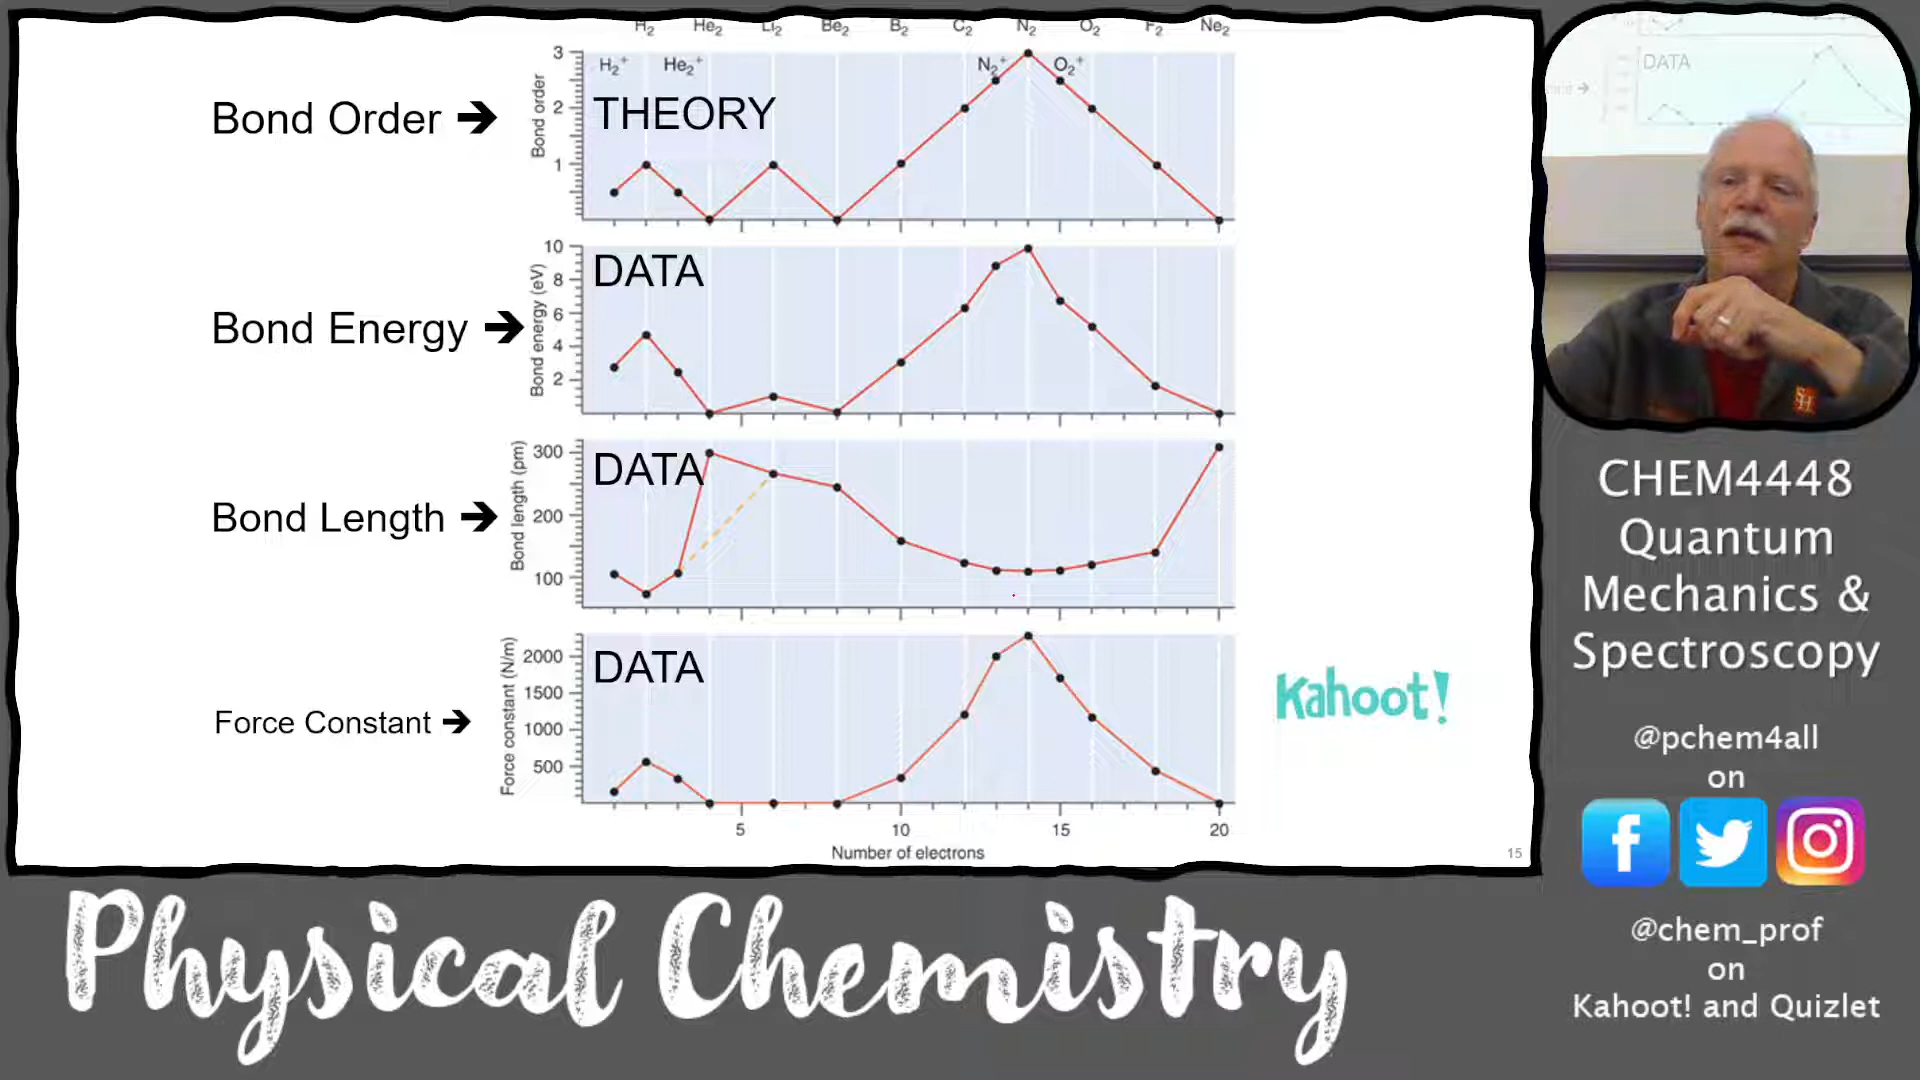 H₂ He₂ Li₂ Be₂ B₂ C₂ N₂ O₂ F₂ Ne₂
Bond Order ➔
Bond order
3
2
1
H₂⁺ He₂⁺ N₂⁺ O₂⁺
THEORY
Bond Energy ➔
Bond energy (eV)
10
8
6
4
2
DATA
Bond Length ➔
Bond length (pm)
300
200
100
DATA
Force Constant ➔
Force constant (N/m)
2000
1500
1000
500
DATA
5 10 15 20
Number of electrons
Kahoot!
15
DATA
CHEM4448
Quantum
Mechanics &
Spectroscopy
@pchem4all
on
@chem_prof
on
Kahoot! and Quizlet
Physical Chemistry